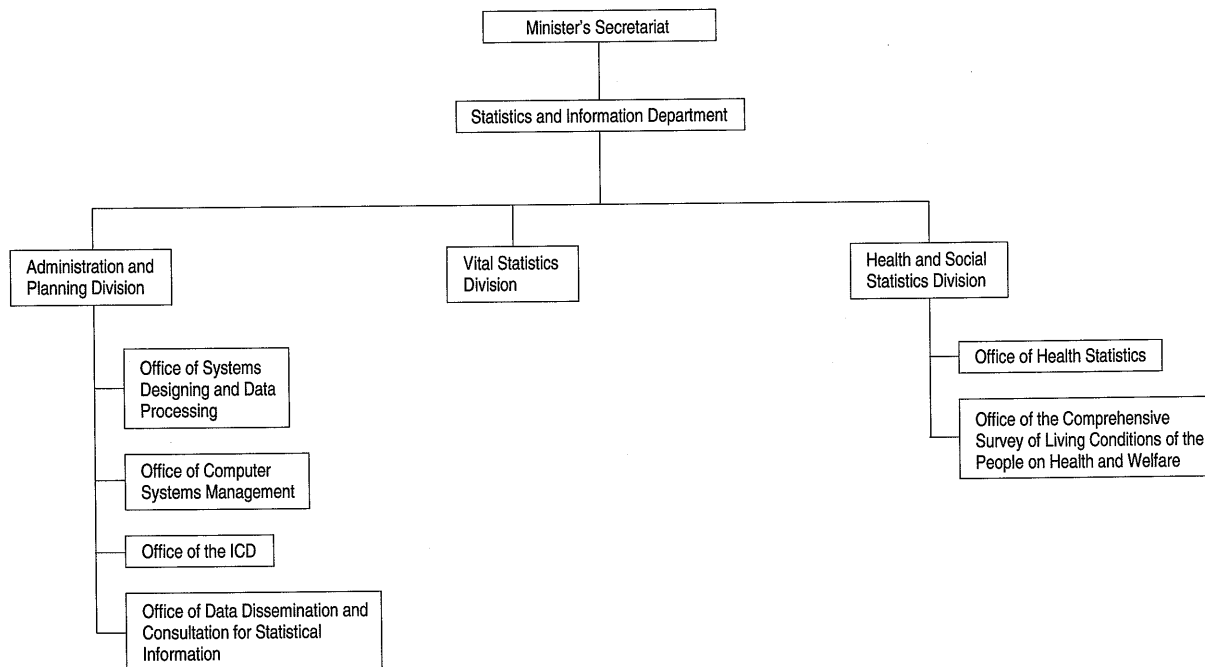 Minister's Secretariat
Statistics and Information Department
Administration and
Planning Division
Vital Statistics
Division
Health and Social
Statistics Division
Office of Systems
Designing and Data
Processing
Office of Computer
Systems Management
Office of the ICD
Office of Data Dissemination and
Consultation for Statistical
Information
Office of Health Statistics
Office of the Comprehensive
Survey of Living Conditions of the
People on Health and Welfare